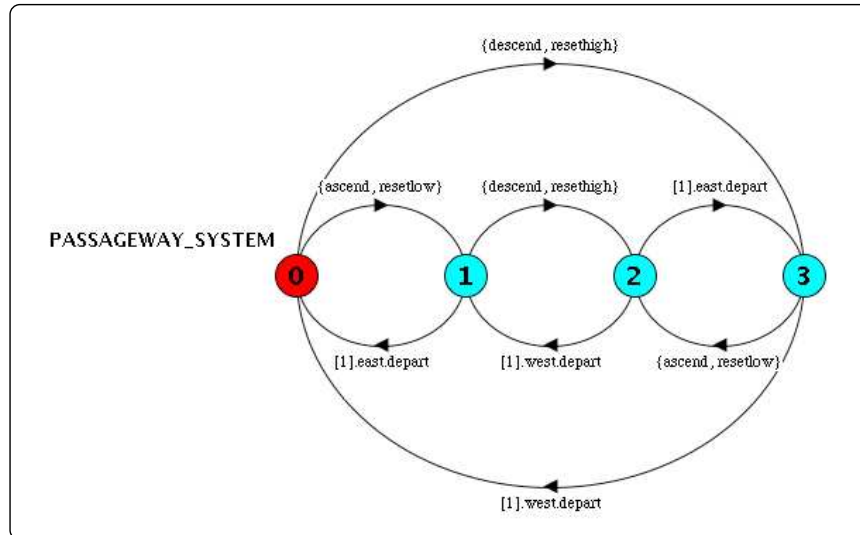 {descend, resethigh}
{ascend, resetlow}
{descend, resethigh}
[1].east.depart
PASSAGEWAY_SYSTEM
0
1
2
3
[1].east.depart
[1].west.depart
{ascend, resetlow}
[1].west.depart